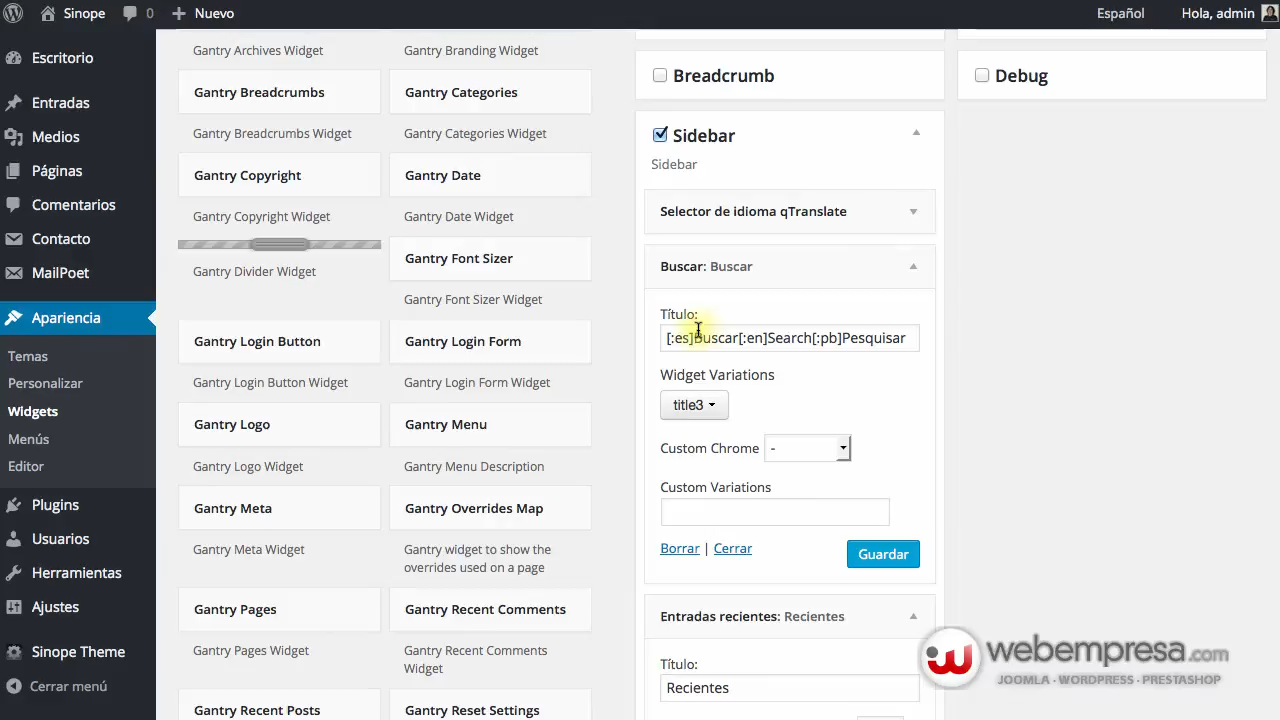 Sinope
0
Nuevo
Español
Hola, admin
Escritorio
Entradas
Medios
Páginas
Comentarios
Contacto
MailPoet
Apariencia
Temas
Personalizar
Widgets
Menús
Editor
Plugins
Usuarios
Herramientas
Ajustes
Sinope Theme
Cerrar menú
Gantry Archives Widget
Gantry Branding Widget
Gantry Breadcrumbs
Gantry Categories
Gantry Breadcrumbs Widget
Gantry Categories Widget
Gantry Copyright
Gantry Date
Gantry Copyright Widget
Gantry Date Widget
Gantry Font Sizer
Gantry Divider Widget
Gantry Font Sizer Widget
Gantry Login Button
Gantry Login Form
Gantry Login Button Widget
Gantry Login Form Widget
Gantry Logo
Gantry Menu
Gantry Logo Widget
Gantry Menu Description
Gantry Meta
Gantry Overrides Map
Gantry Meta Widget
Gantry widget to show the
overrides used on a page
Gantry Pages
Gantry Recent Comments
Gantry Pages Widget
Gantry Recent Comments
Widget
Gantry Recent Posts
Gantry Reset Settings
Breadcrumb
Sidebar
Sidebar
Selector de idioma qTranslate
Buscar: Buscar
Título:
[:es]Buscar[:en]Search[:pb]Pesquisar
Widget Variations
title3
Custom Chrome -
Custom Variations
Borrar | Cerrar
Guardar
Entradas recientes: Recientes
Título:
Recientes
Debug
webempresa.com
JOOMLA · WORDPRESS · PRESTASHOP